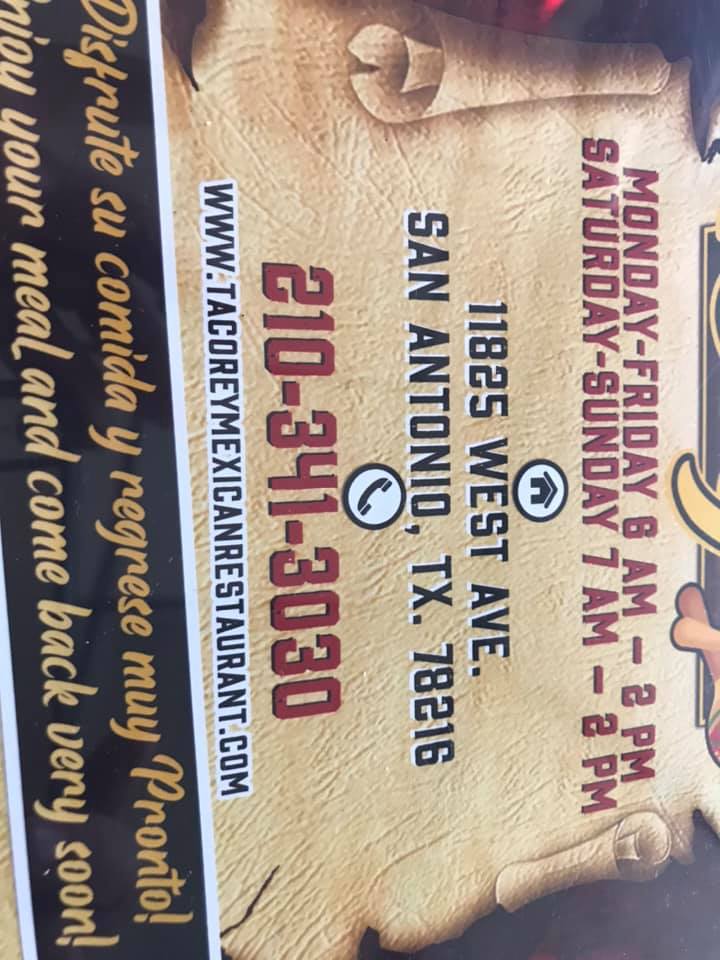 MONDAY-FRIDAY 6 AM - 2 PM
SATURDAY-SUNDAY 7 AM - 2 PM
11825 WEST AVE.
SAN ANTONIO, TX. 78216
210-341-3030
WWW.TACOREYMEXICANRESTAURANT.COM
Disfrute su comida y regrese muy Pronto!
Enjoy your meal and come back very soon!